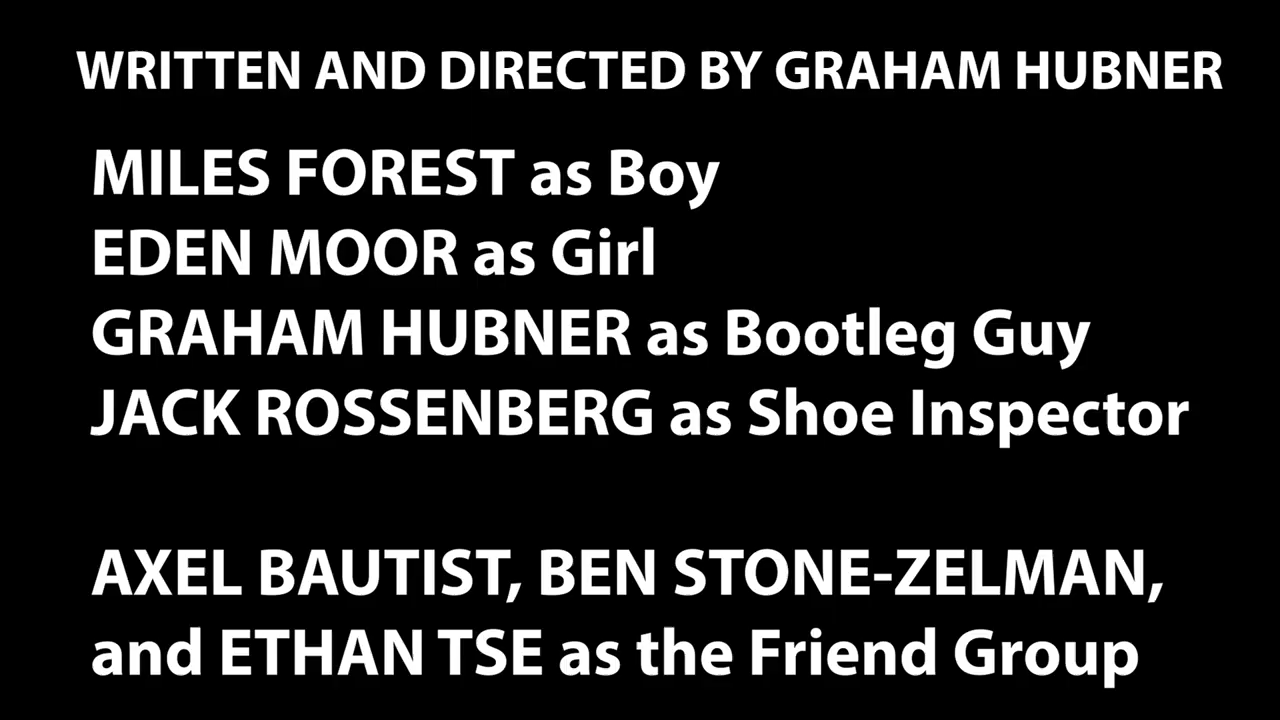 WRITTEN AND DIRECTED BY GRAHAM HUBNER
MILES FOREST as Boy
EDEN MOOR as Girl
GRAHAM HUBNER as Bootleg Guy
JACK ROSSENBERG as Shoe Inspector
AXEL BAUTIST, BEN STONE-ZELMAN,
and ETHAN TSE as the Friend Group